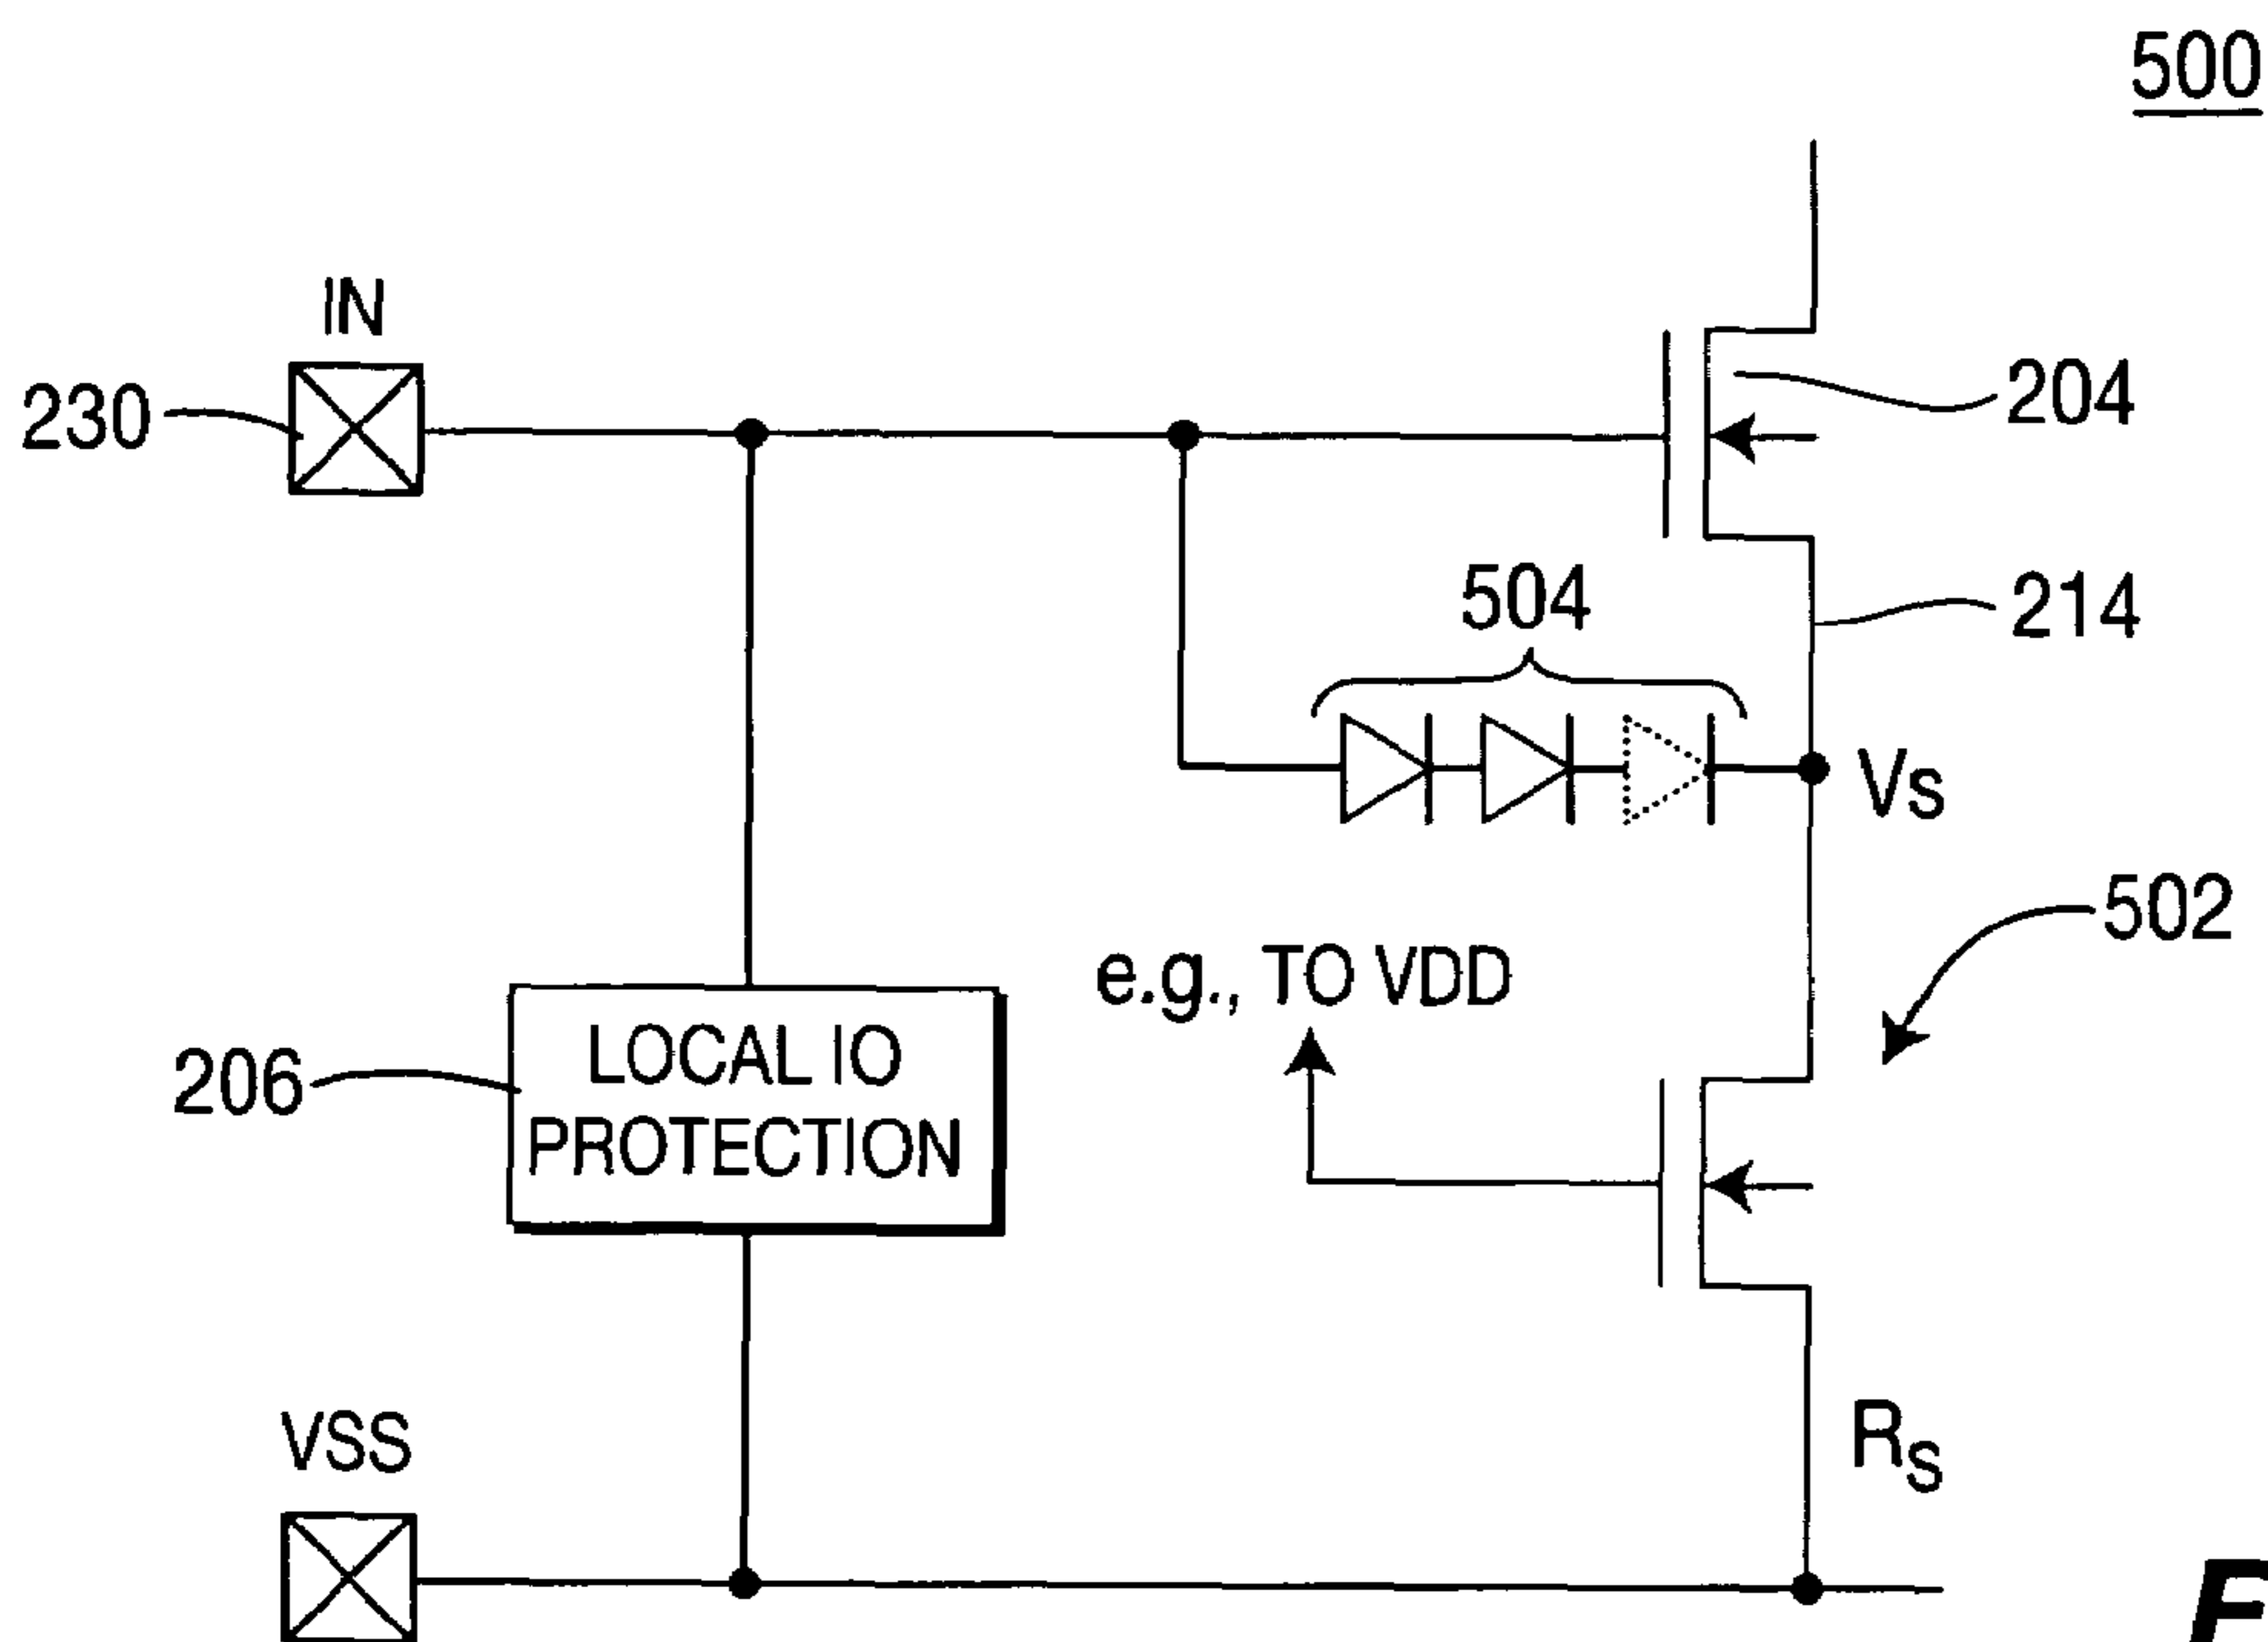 500
IN
230
204
504
214
Vs
502
e.g., TO VDD
206
LOCAL IO
PROTECTION
VSS
RS